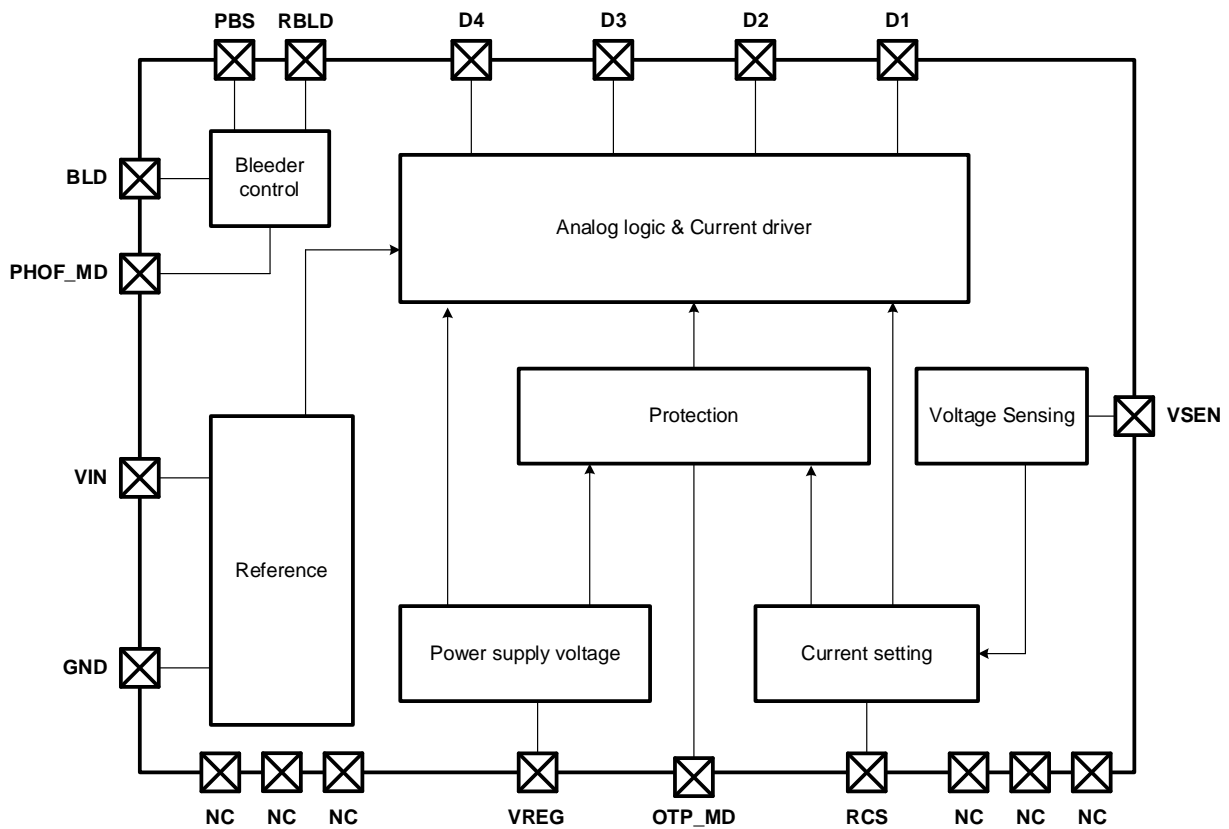 PBS RBLD D4 D3 D2 D1
Bleeder
control
BLD
Analog logic & Current driver
PHOF_MD
Protection
Voltage Sensing
VSEN
VIN
Reference
Power supply voltage
Current setting
GND
NC NC NC VREG OTP_MD RCS NC NC NC